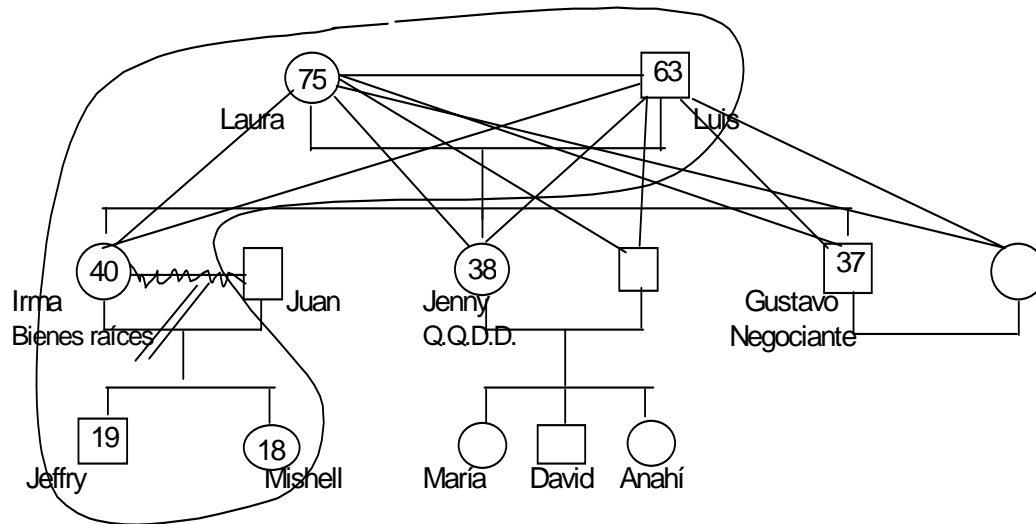 75
63
Laura
Luis
40
38
37
Irma
Juan
Jenny
Gustavo
Bienes raíces
Q.Q.D.D.
Negociante
19
18
Jeffry
Mishell
María
David
Anahí